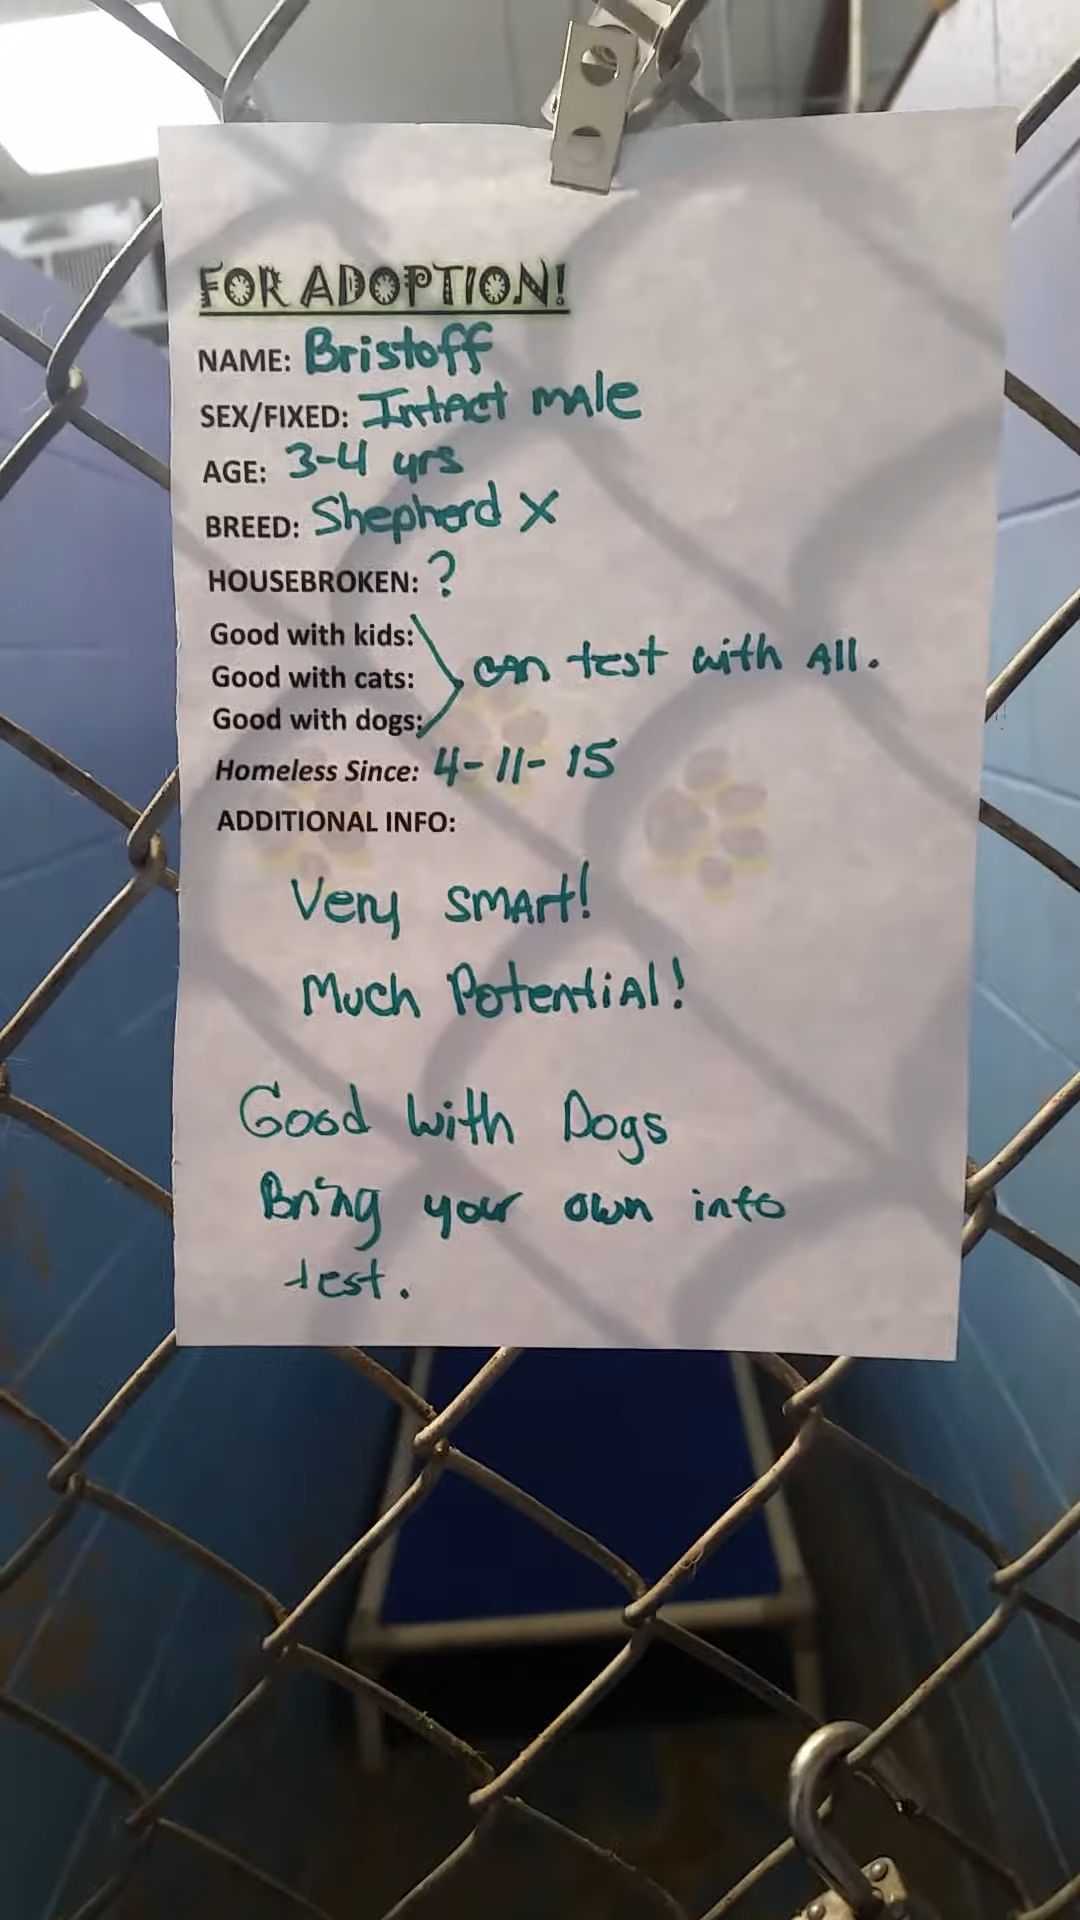 FOR ADOPTION!
NAME: Bristoff
SEX/FIXED: Intact male
AGE: 3-4 yrs
BREED: Shepherd X
HOUSEBROKEN: ?
Good with kids:
Good with cats: can test with All.
Good with dogs:
Homeless Since: 4-11-15
ADDITIONAL INFO:
Very smart!
Much Potential!
Good with Dogs
Bring your own into
test.